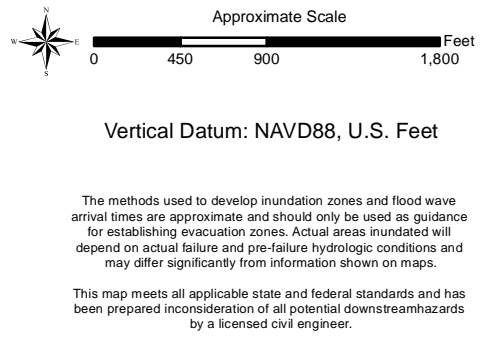 Approximate Scale
N
W E
S
Feet
0 450 900 1,800
Vertical Datum: NAVD88, U.S. Feet
The methods used to develop inundation zones and flood wave
arrival times are approximate and should only be used as guidance
for establishing evacuation zones. Actual areas inundated will
depend on actual failure and pre-failure hydrologic conditions and
may differ significantly from information shown on maps.
This map meets all applicable state and federal standards and has
been prepared inconsideration of all potential downstreamhazards
by a licensed civil engineer.